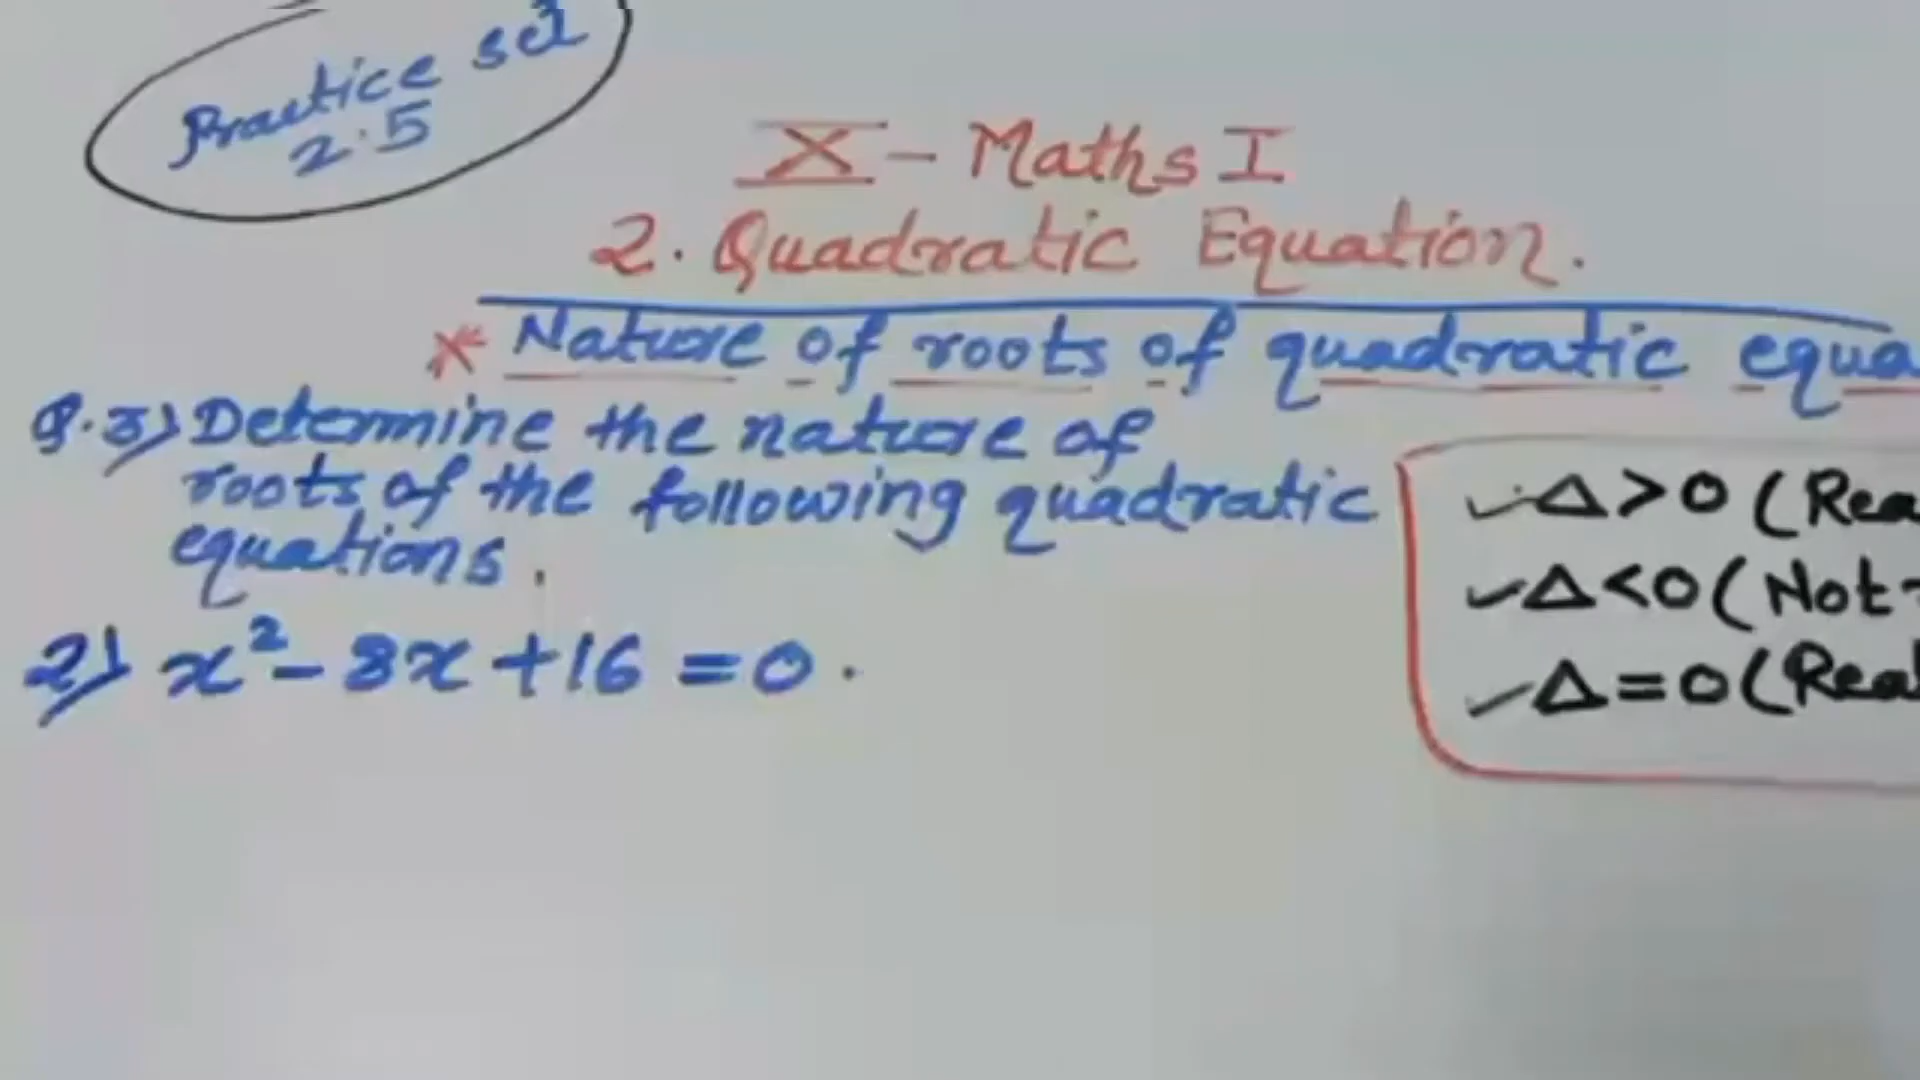 Practice set
2.5
X - Maths I
2. Quadratic Equation.
* Nature of roots of quadratic equa
Q.3) Determine the nature of
roots of the following quadratic
equations.
2) x² - 8x + 16 = 0.
✓ Δ > 0 (Rea
✓ Δ < 0 (Not
✓ Δ = 0 (Real